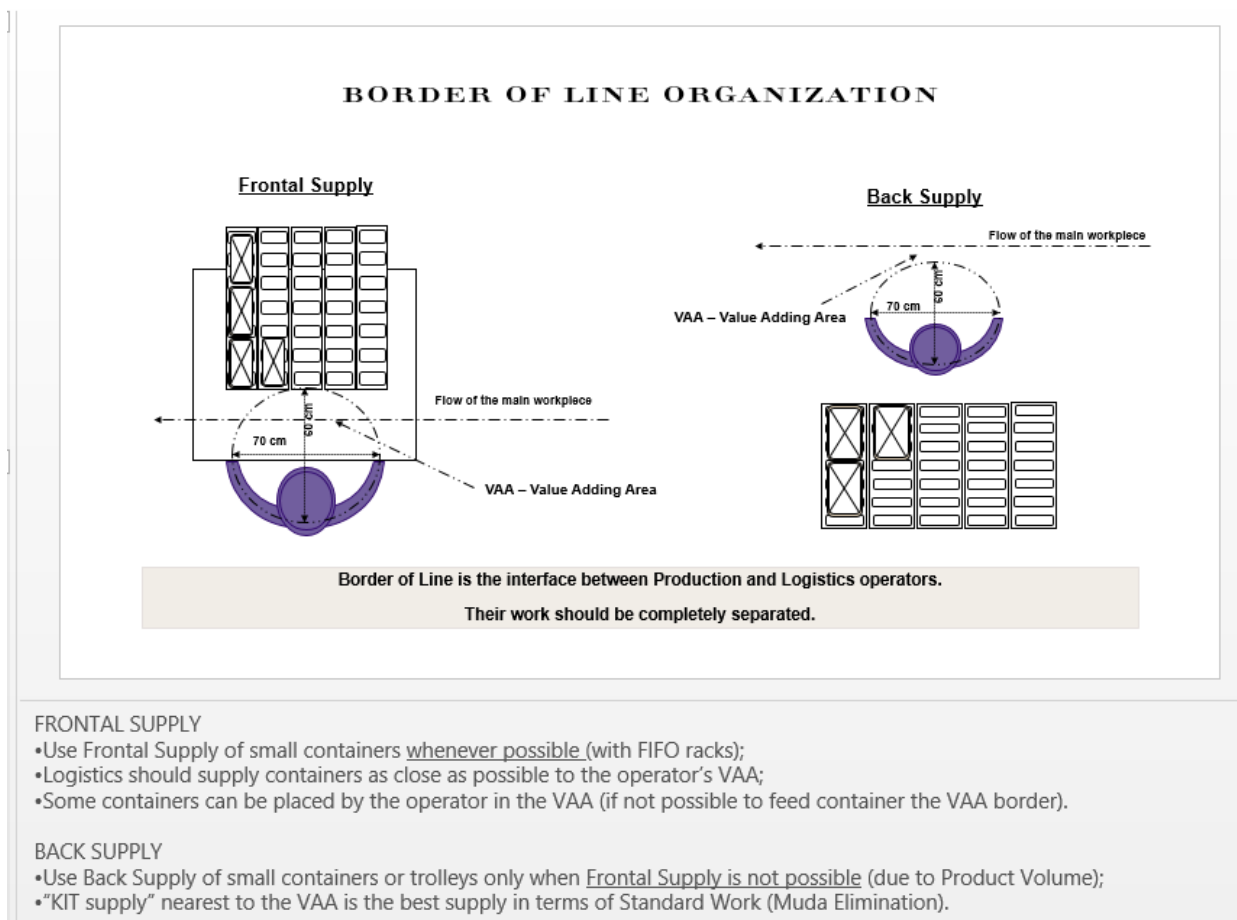 BORDER OF LINE ORGANIZATION
Frontal Supply
Back Supply
Flow of the main workpiece
60 cm
70 cm
VAA – Value Adding Area
Flow of the main workpiece
60 cm
70 cm
VAA – Value Adding Area
Border of Line is the interface between Production and Logistics operators.
Their work should be completely separated.
FRONTAL SUPPLY
•Use Frontal Supply of small containers whenever possible (with FIFO racks);
•Logistics should supply containers as close as possible to the operator's VAA;
•Some containers can be placed by the operator in the VAA (if not possible to feed container the VAA border).
BACK SUPPLY
•Use Back Supply of small containers or trolleys only when Frontal Supply is not possible (due to Product Volume);
•"KIT supply" nearest to the VAA is the best supply in terms of Standard Work (Muda Elimination).